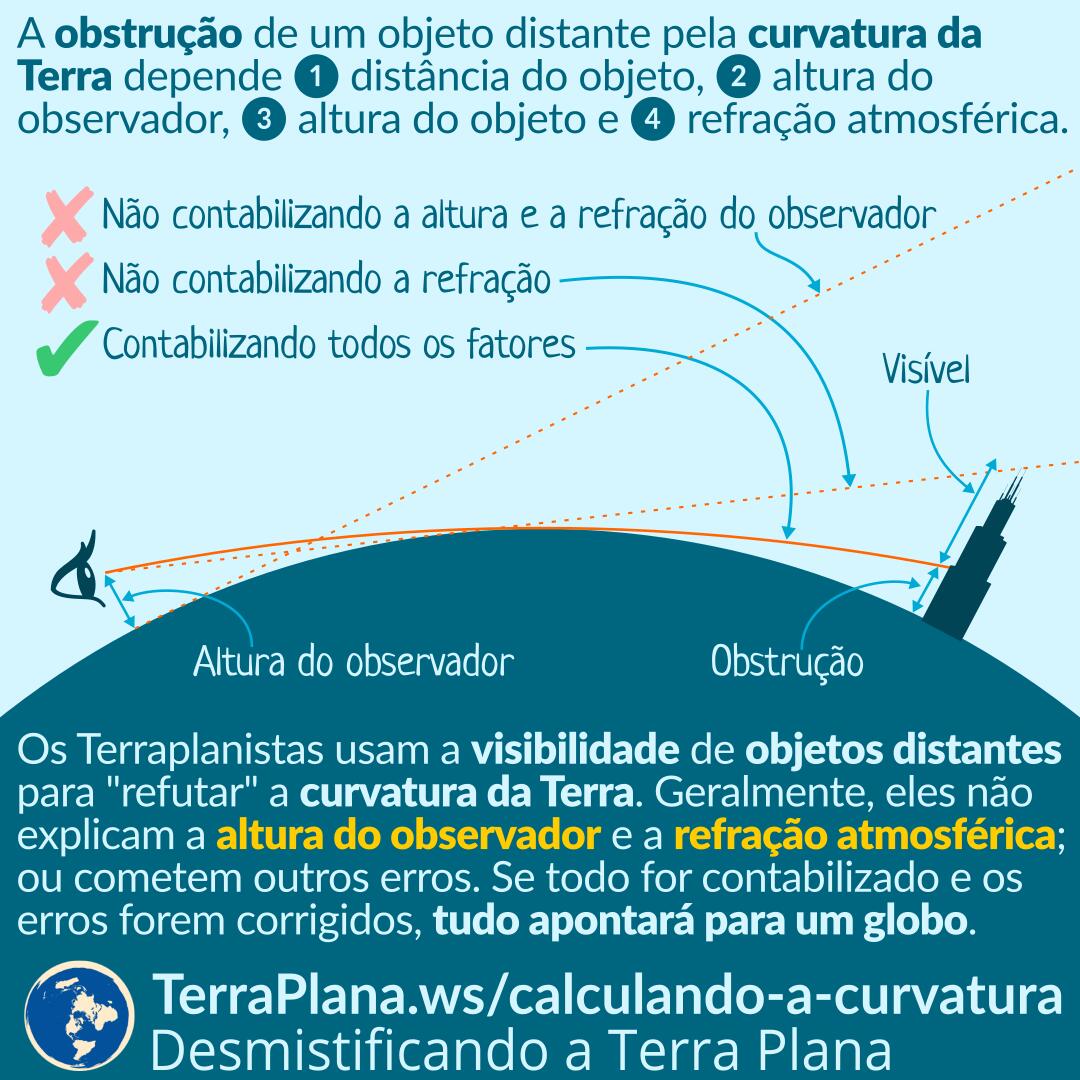 A obstrução de um objeto distante pela curvatura da
Terra depende 1 distância do objeto, 2 altura do
observador, 3 altura do objeto e 4 refração atmosférica.
Não contabilizando a altura e a refração do observador
Não contabilizando a refração
Contabilizando todos os fatores
Visível
Altura do observador
Obstrução
Os Terraplanistas usam a visibilidade de objetos distantes
para "refutar" a curvatura da Terra. Geralmente, eles não
explicam a altura do observador e a refração atmosférica;
ou cometem outros erros. Se todo for contabilizado e os
erros forem corrigidos, tudo apontará para um globo.
TerraPlana.ws/calculando-a-curvatura
Desmistificando a Terra Plana